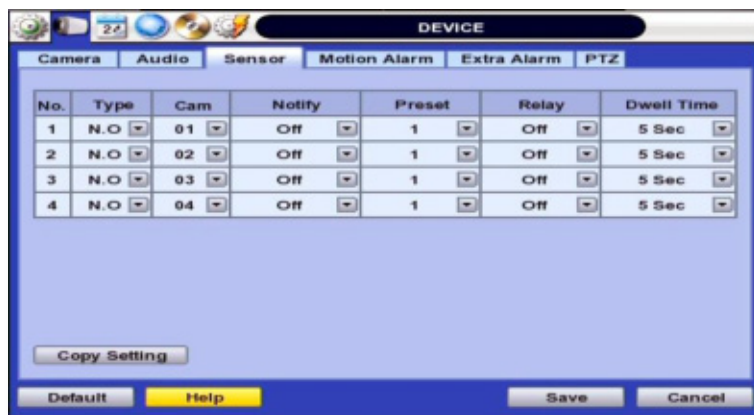 DEVICE
Camera Audio Sensor Motion Alarm Extra Alarm PTZ
No. Type Cam Notify Preset Relay Dwell Time
1 N.O 01 Off 1 Off 5 Sec
2 N.O 02 Off 1 Off 5 Sec
3 N.O 03 Off 1 Off 5 Sec
4 N.O 04 Off 1 Off 5 Sec
Copy Setting
Default Help Save Cancel